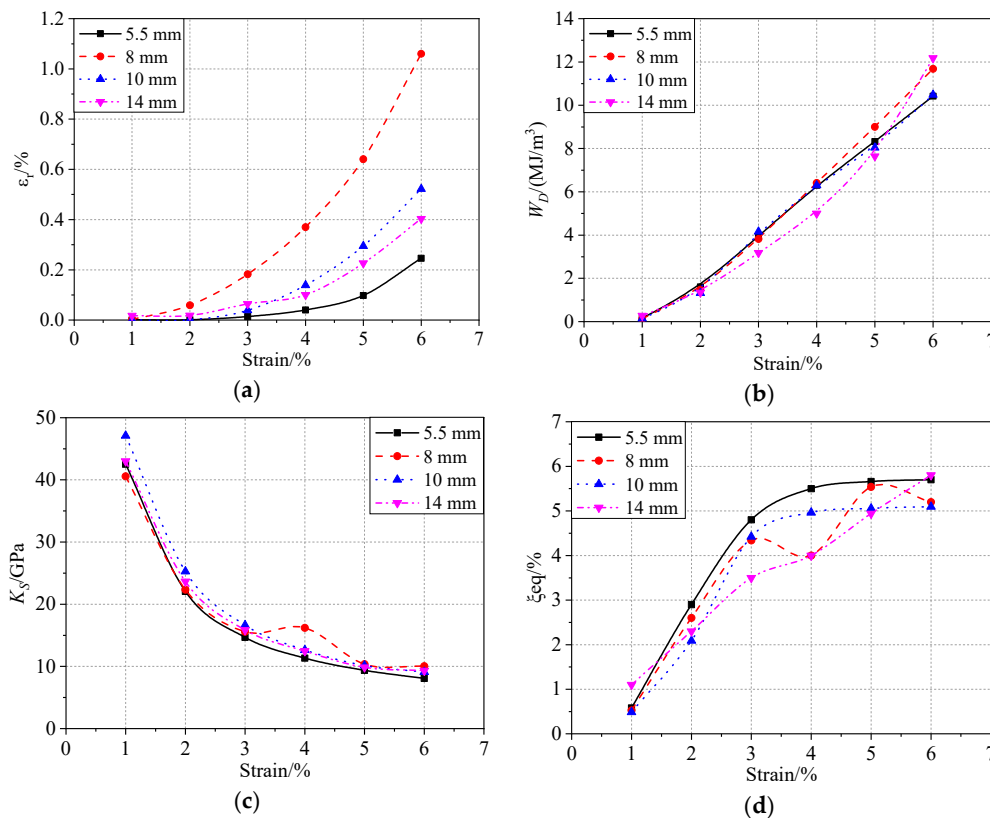 1.2
1.0
0.8
0.6
0.4
0.2
0.0
εr/%
5.5 mm
8 mm
10 mm
14 mm
0 1 2 3 4 5 6 7
Strain/%
(a)
14
12
10
8
6
4
2
0
W_D/(MJ/m³)
5.5 mm
8 mm
10 mm
14 mm
0 1 2 3 4 5 6 7
Strain/%
(b)
50
40
30
20
10
0
K_S/GPa
5.5 mm
8 mm
10 mm
14 mm
0 1 2 3 4 5 6 7
Strain/%
(c)
7
6
5
4
3
2
1
0
ξeq/%
5.5 mm
8 mm
10 mm
14 mm
0 1 2 3 4 5 6 7
Strain/%
(d)